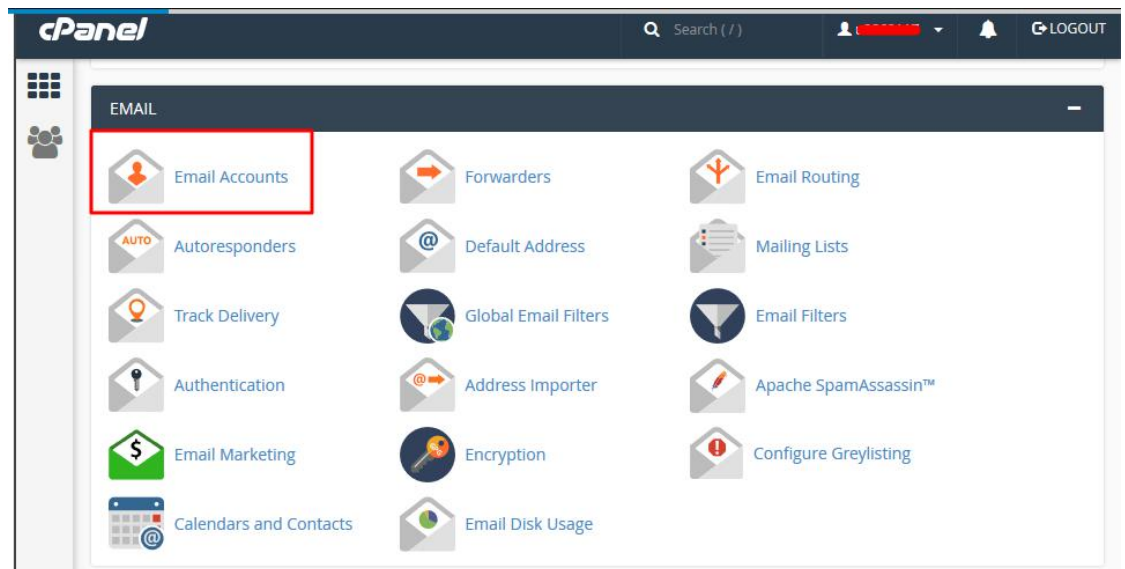 cPanel Search ( / ) LOGOUT
EMAIL
Email Accounts Forwarders Email Routing
AUTO Autoresponders @ Default Address Mailing Lists
Track Delivery Global Email Filters Email Filters
Authentication @ Address Importer Apache SpamAssassin™
$ Email Marketing Encryption Configure Greylisting
@ Calendars and Contacts Email Disk Usage